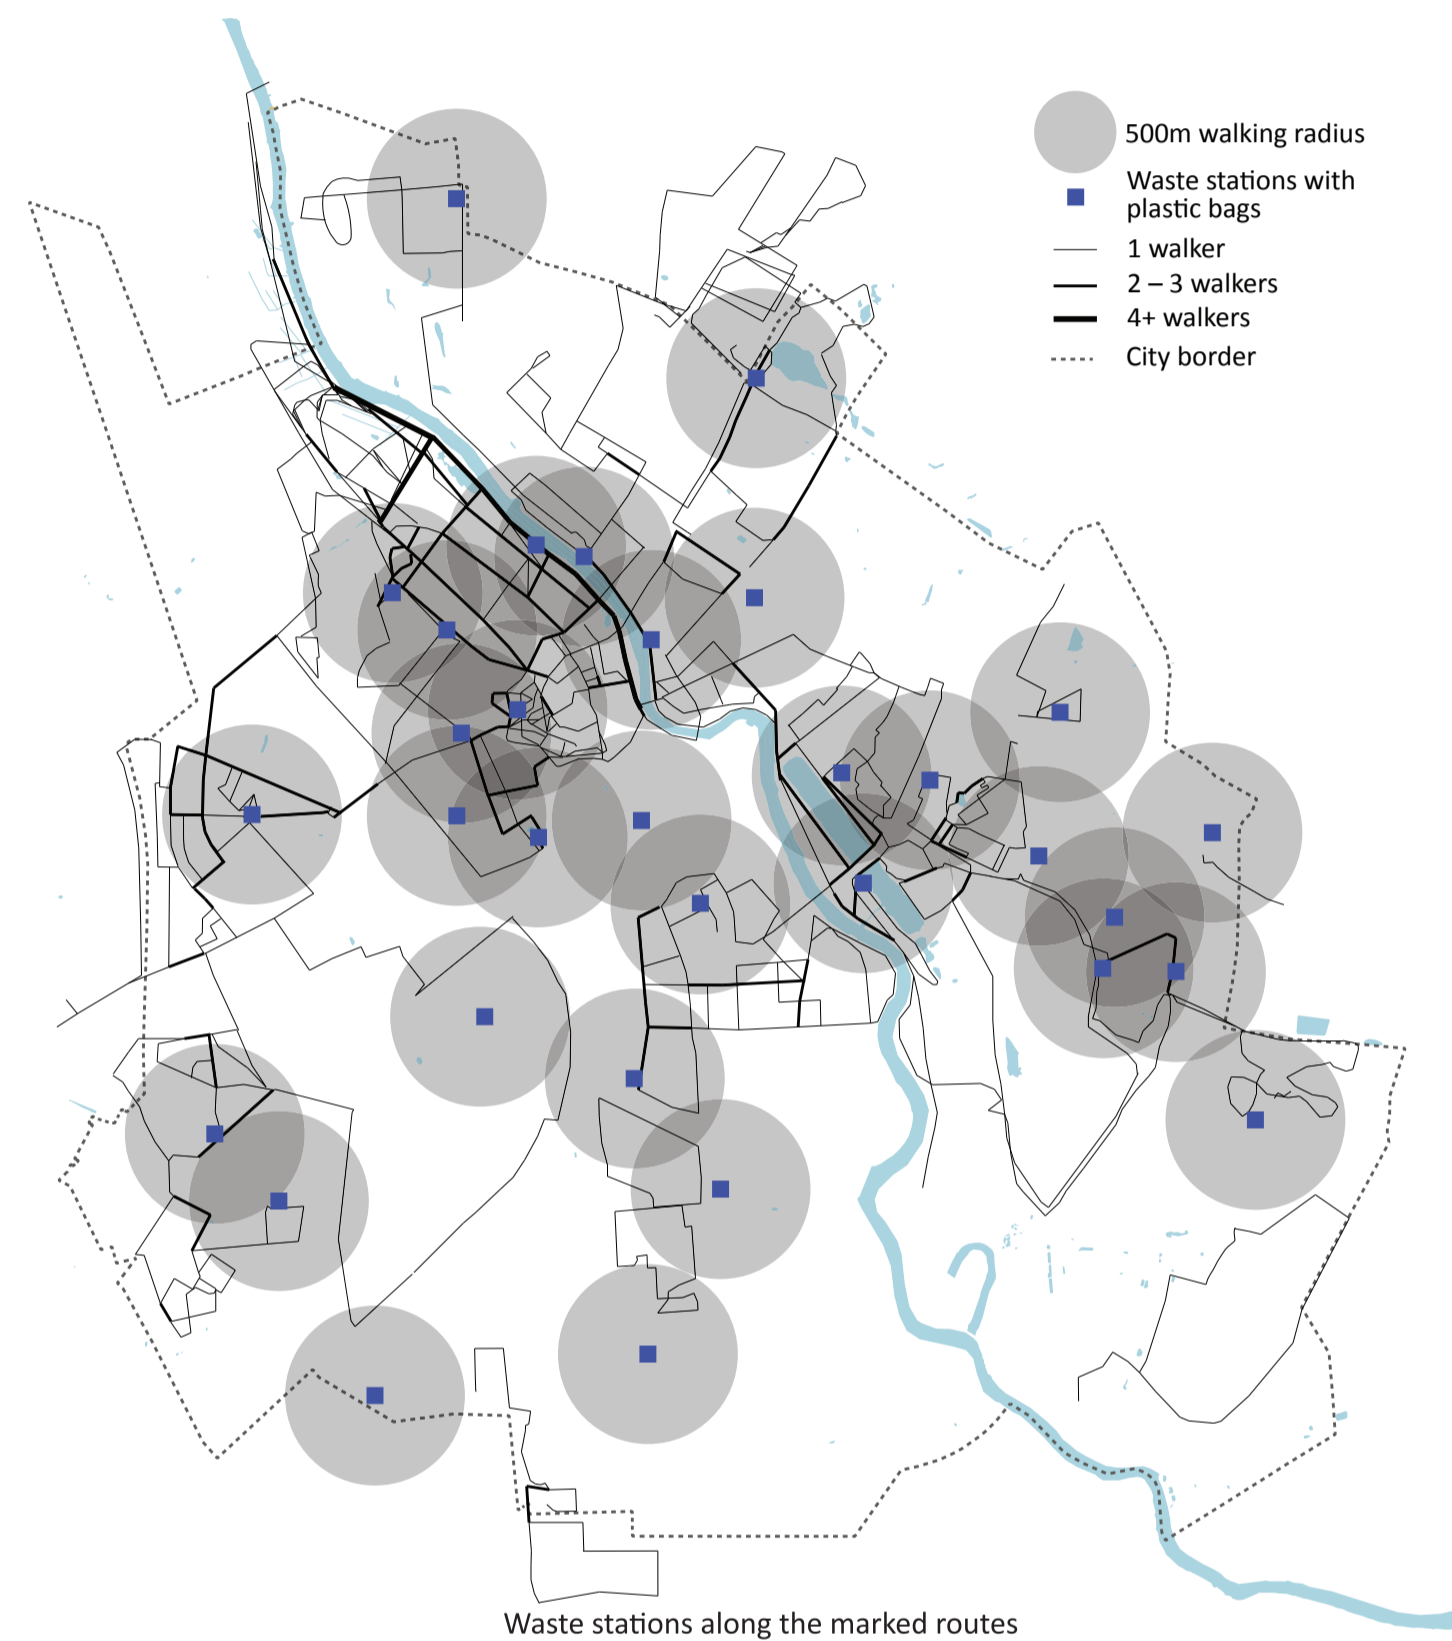 500m walking radius
Waste stations with
plastic bags
1 walker
2 – 3 walkers
4+ walkers
City border
Waste stations along the marked routes